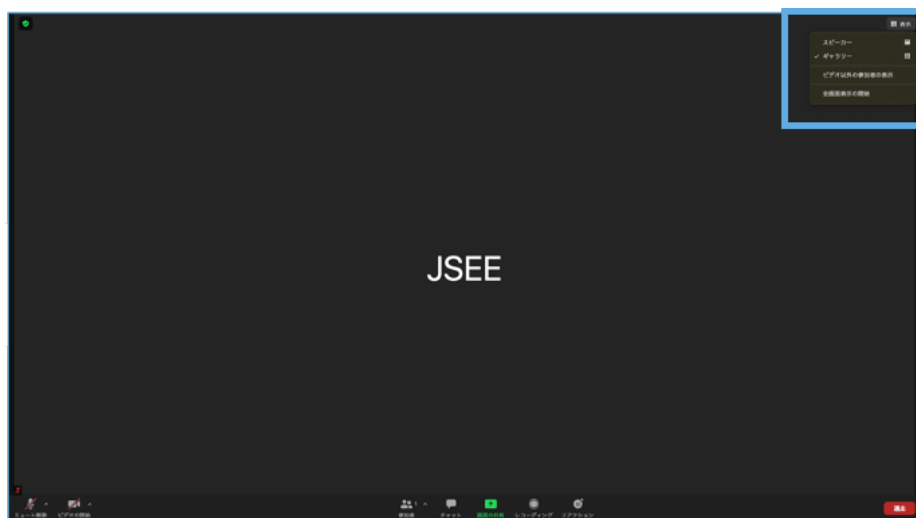 表示
スピーカー
✓ ギャラリー
ビデオ以外の参加者の表示
全画面表示の開始
JSEE
ミュート解除
ビデオの開始
1
参加者
チャット
画面の共有
レコーディング
リアクション
退出